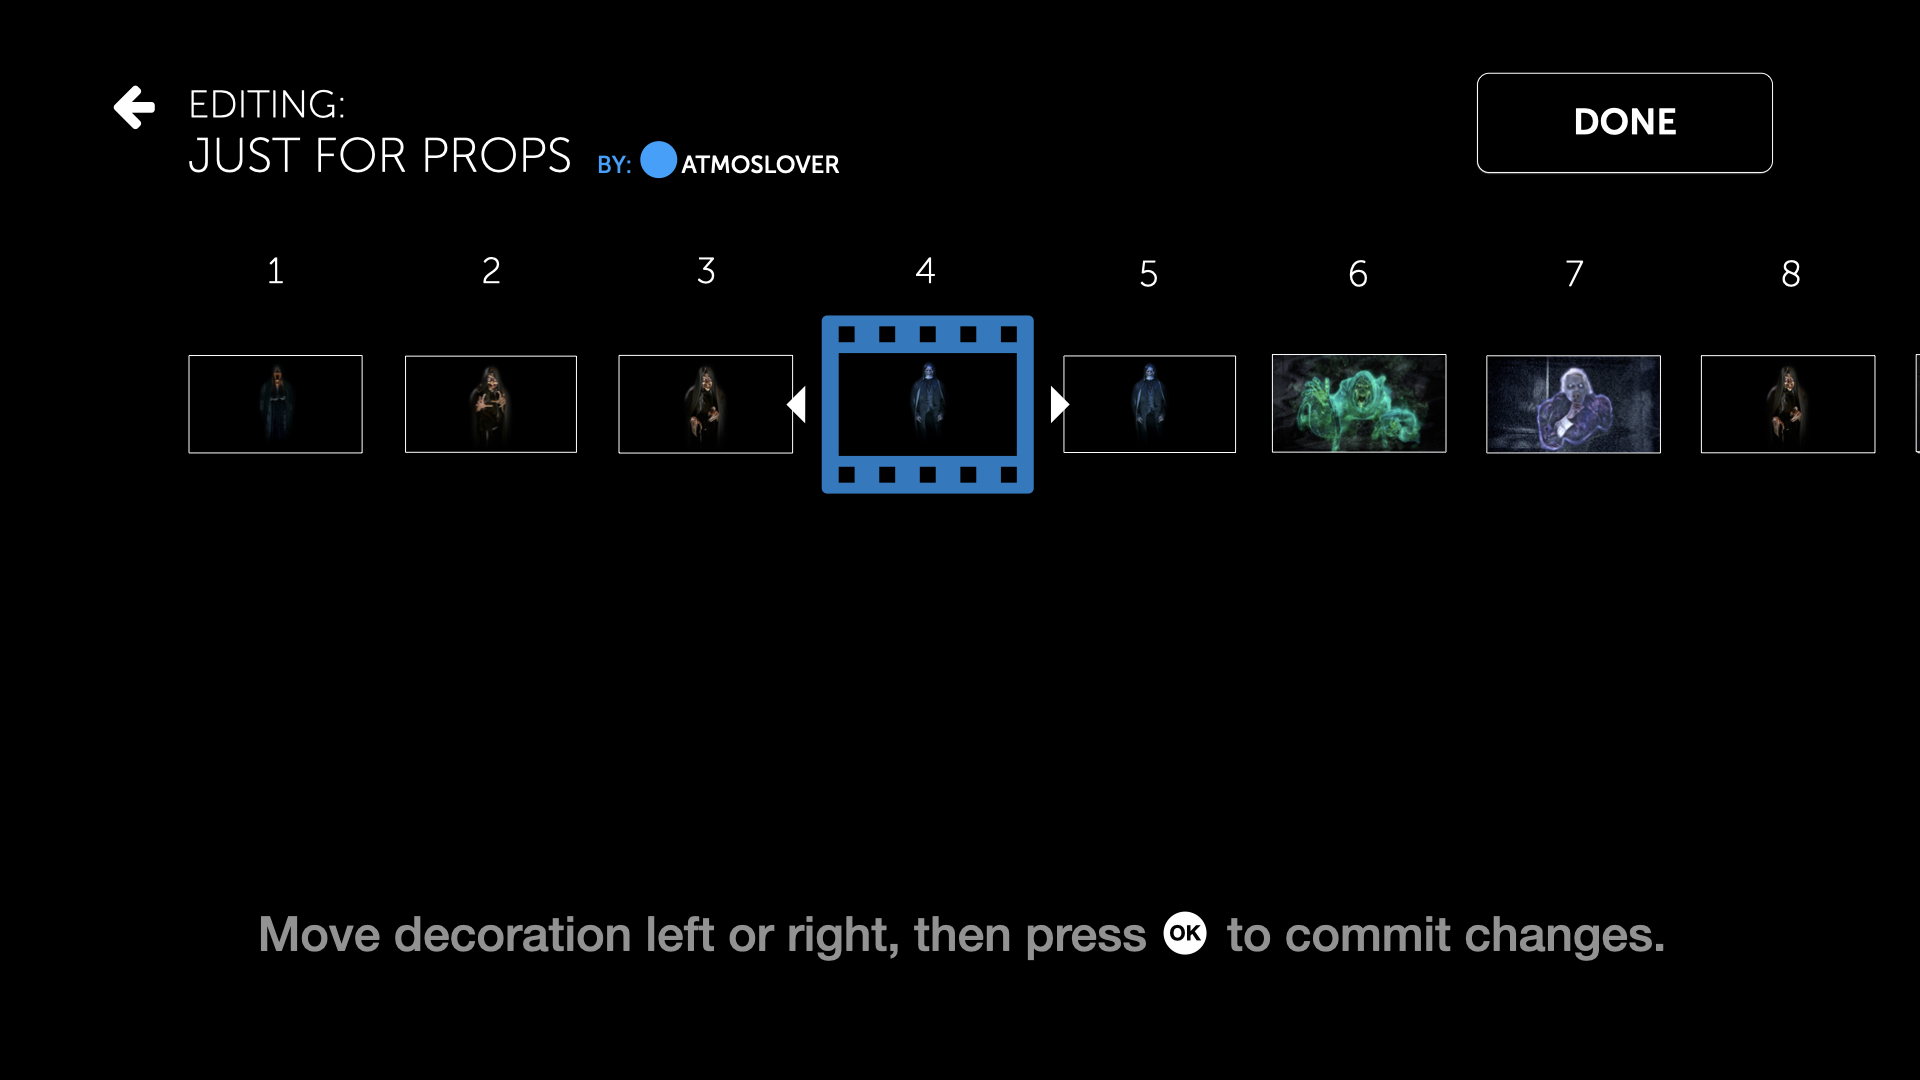 EDITING:
JUST FOR PROPS BY: ATMOSLOVER
DONE
1 2 3 4 5 6 7 8
Move decoration left or right, then press OK to commit changes.